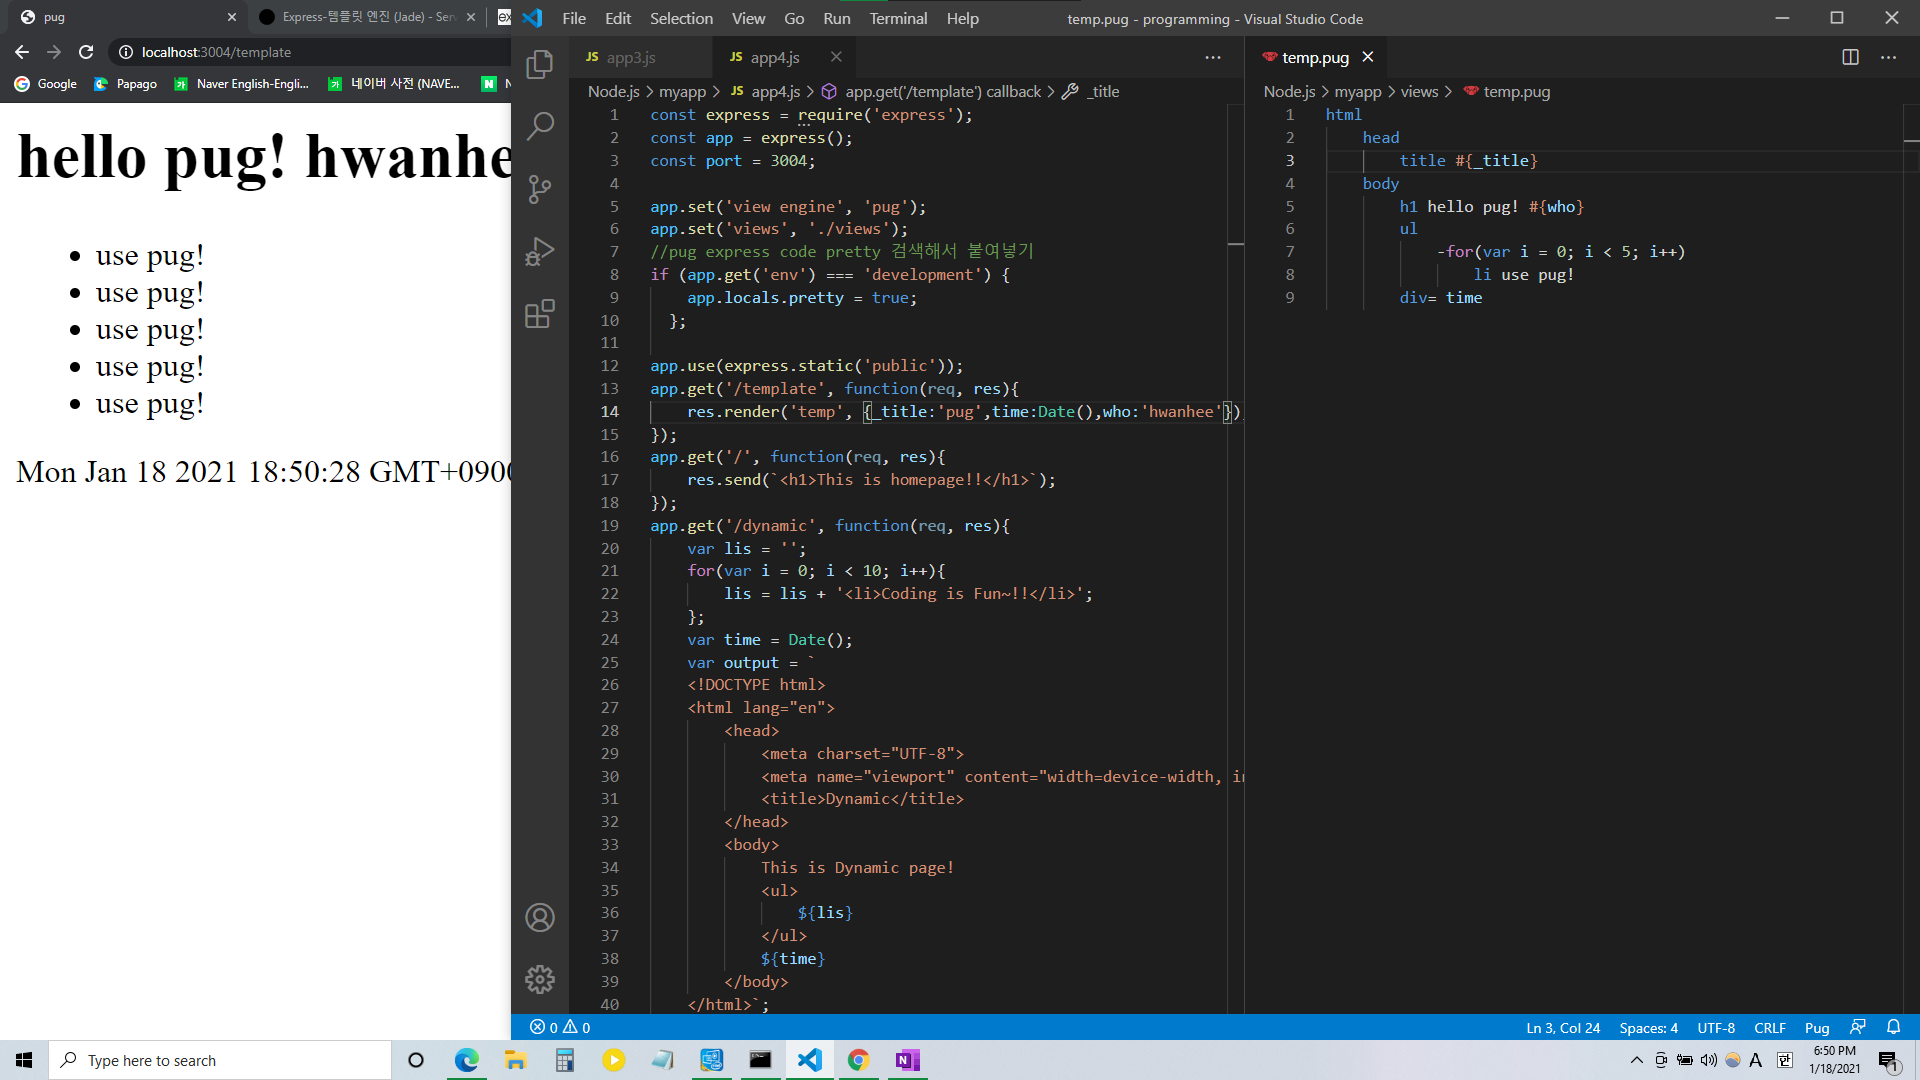 pug
Express-템플릿 엔진 (Jade) - Ser
ex
localhost:3004/template
Google
Papago
Naver English-Engli...
네이버 사전 (NAVE...
hello pug! hwanhe
use pug!
use pug!
use pug!
use pug!
use pug!
Mon Jan 18 2021 18:50:28 GMT+0900
File Edit Selection View Go Run Terminal Help
temp.pug - programming - Visual Studio Code
JS app3.js
JS app4.js
Node.js > myapp > JS app4.js > app.get('/template') callback > _title
1 const express = require('express');
2 const app = express();
3 const port = 3004;
4
5 app.set('view engine', 'pug');
6 app.set('views', './views');
7 //pug express code pretty 검색해서 붙여넣기
8 if (app.get('env') === 'development') {
9 app.locals.pretty = true;
10 };
11
12 app.use(express.static('public'));
13 app.get('/template', function(req, res){
14 res.render('temp', {_title:'pug',time:Date(),who:'hwanhee'})
15 });
16 app.get('/', function(req, res){
17 res.send(`<h1>This is homepage!!</h1>`);
18 });
19 app.get('/dynamic', function(req, res){
20 var lis = '';
21 for(var i = 0; i < 10; i++){
22 lis = lis + '<li>Coding is Fun~!!</li>';
23 };
24 var time = Date();
25 var output = `
26 <!DOCTYPE html>
27 <html lang="en">
28 <head>
29 <meta charset="UTF-8">
30 <meta name="viewport" content="width=device-width, in
31 <title>Dynamic</title>
32 </head>
33 <body>
34 This is Dynamic page!
35 <ul>
36 ${lis}
37 </ul>
38 ${time}
39 </body>
40 </html>`;
temp.pug
Node.js > myapp > views > temp.pug
1 html
2 head
3 title #{_title}
4 body
5 h1 hello pug! #{who}
6 ul
7 -for(var i = 0; i < 5; i++)
8 li use pug!
9 div= time
0 0
Ln 3, Col 24
Spaces: 4
UTF-8
CRLF
Pug
Type here to search
A
한
6:50 PM
1/18/2021
1